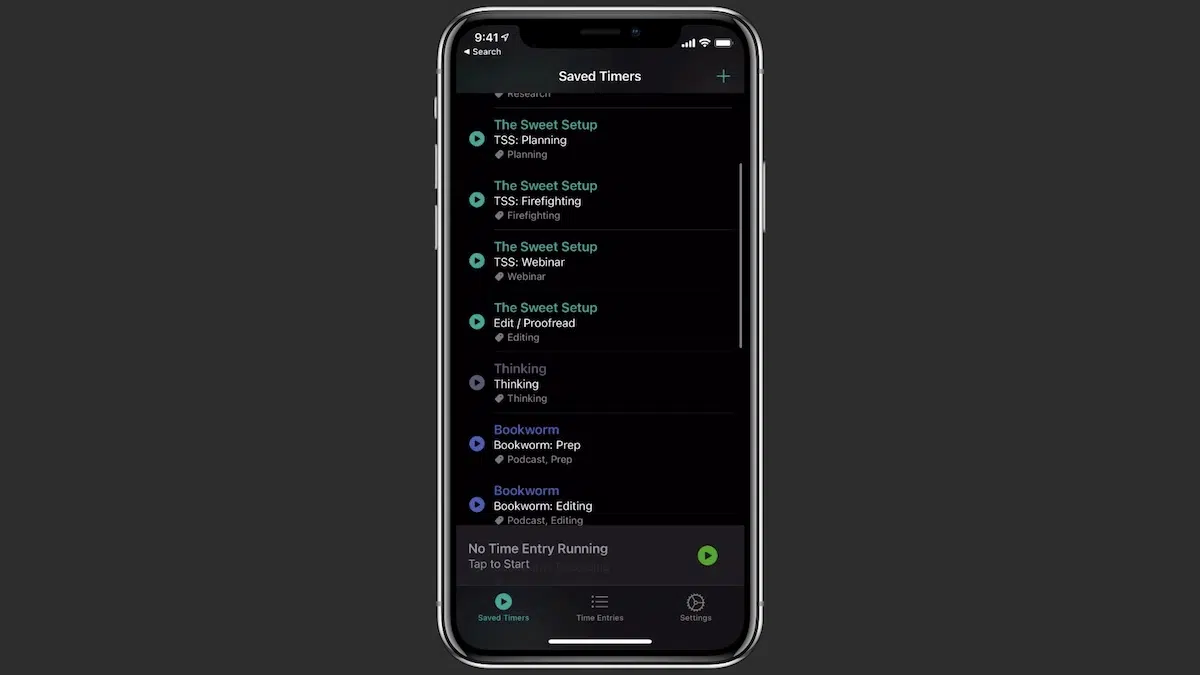 9:41
Search
Saved Timers
Research
The Sweet Setup
TSS: Planning
Planning
The Sweet Setup
TSS: Firefighting
Firefighting
The Sweet Setup
TSS: Webinar
Webinar
The Sweet Setup
Edit / Proofread
Editing
Thinking
Thinking
Thinking
Bookworm
Bookworm: Prep
Podcast, Prep
Bookworm
Bookworm: Editing
Podcast, Editing
No Time Entry Running
Tap to Start
Saved Timers
Time Entries
Settings